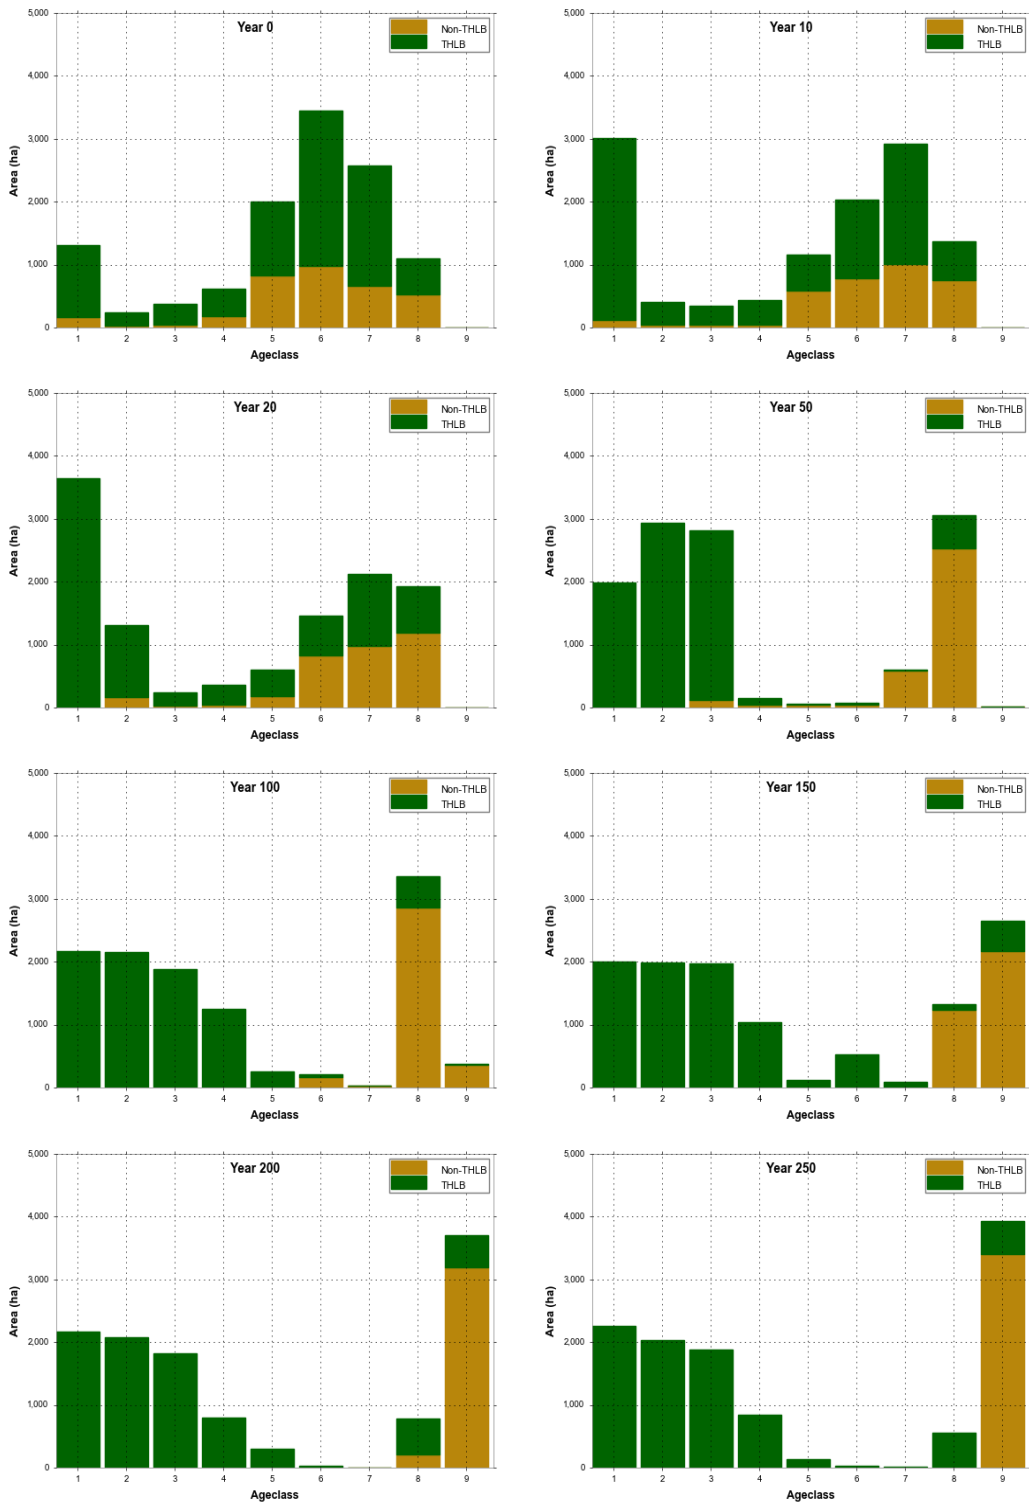 Year 0
Non-THLB
THLB
5,000
4,000
3,000
2,000
1,000
0
Area (ha)
1 2 3 4 5 6 7 8 9
Ageclass
Year 10
Non-THLB
THLB
5,000
4,000
3,000
2,000
1,000
0
Area (ha)
1 2 3 4 5 6 7 8 9
Ageclass
Year 20
Non-THLB
THLB
5,000
4,000
3,000
2,000
1,000
0
Area (ha)
1 2 3 4 5 6 7 8 9
Ageclass
Year 50
Non-THLB
THLB
5,000
4,000
3,000
2,000
1,000
0
Area (ha)
1 2 3 4 5 6 7 8 9
Ageclass
Year 100
Non-THLB
THLB
5,000
4,000
3,000
2,000
1,000
0
Area (ha)
1 2 3 4 5 6 7 8 9
Ageclass
Year 150
Non-THLB
THLB
5,000
4,000
3,000
2,000
1,000
0
Area (ha)
1 2 3 4 5 6 7 8 9
Ageclass
Year 200
Non-THLB
THLB
5,000
4,000
3,000
2,000
1,000
0
Area (ha)
1 2 3 4 5 6 7 8 9
Ageclass
Year 250
Non-THLB
THLB
5,000
4,000
3,000
2,000
1,000
0
Area (ha)
1 2 3 4 5 6 7 8 9
Ageclass